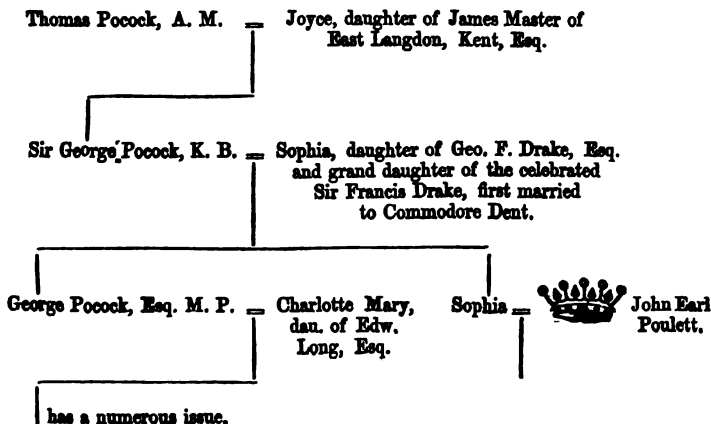 Thomas Pocock, A. M. = Joyce, daughter of James Master of
East Langdon, Kent, Esq.
Sir George Pocock, K. B. = Sophia, daughter of Geo. F. Drake, Esq.
and grand daughter of the celebrated
Sir Francis Drake, first married
to Commodore Dent.
George Pocock, Esq. M. P. = Charlotte Mary,
dau. of Edw.
Long, Esq.
Sophia = John Earl
Poulett.
has a numerous issue.